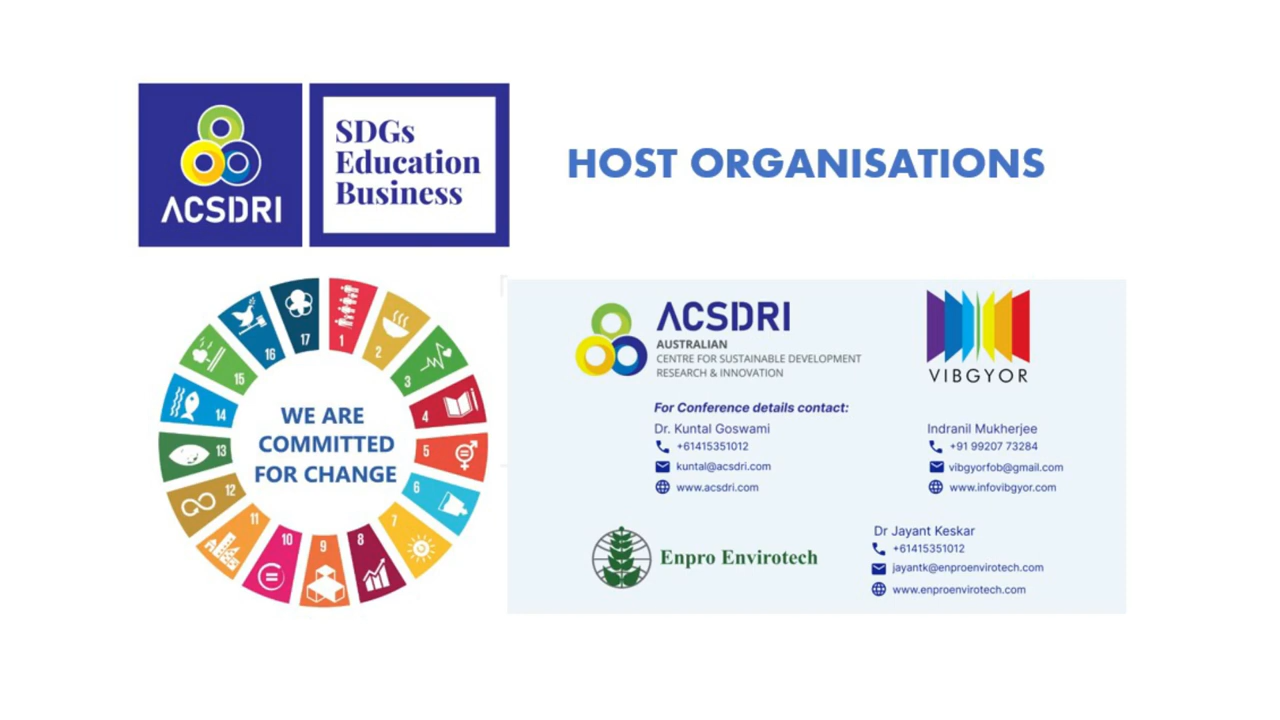 ACSDRI
SDGs
Education
Business
HOST ORGANISATIONS
1
2
3
4
5
6
7
8
9
10
11
12
13
14
15
16
17
WE ARE
COMMITTED
FOR CHANGE
ACSDRI
AUSTRALIAN
CENTRE FOR SUSTAINABLE DEVELOPMENT
RESEARCH & INNOVATION
VIBGYOR
For Conference details contact:
Dr. Kuntal Goswami
+61415351012
kuntal@acsdri.com
www.acsdri.com
Indranil Mukherjee
+91 99207 73284
vibgyorfob@gmail.com
www.infovibgyor.com
Enpro Envirotech
Dr Jayant Keskar
+61415351012
jayantk@enproenvirotech.com
www.enproenvirotech.com